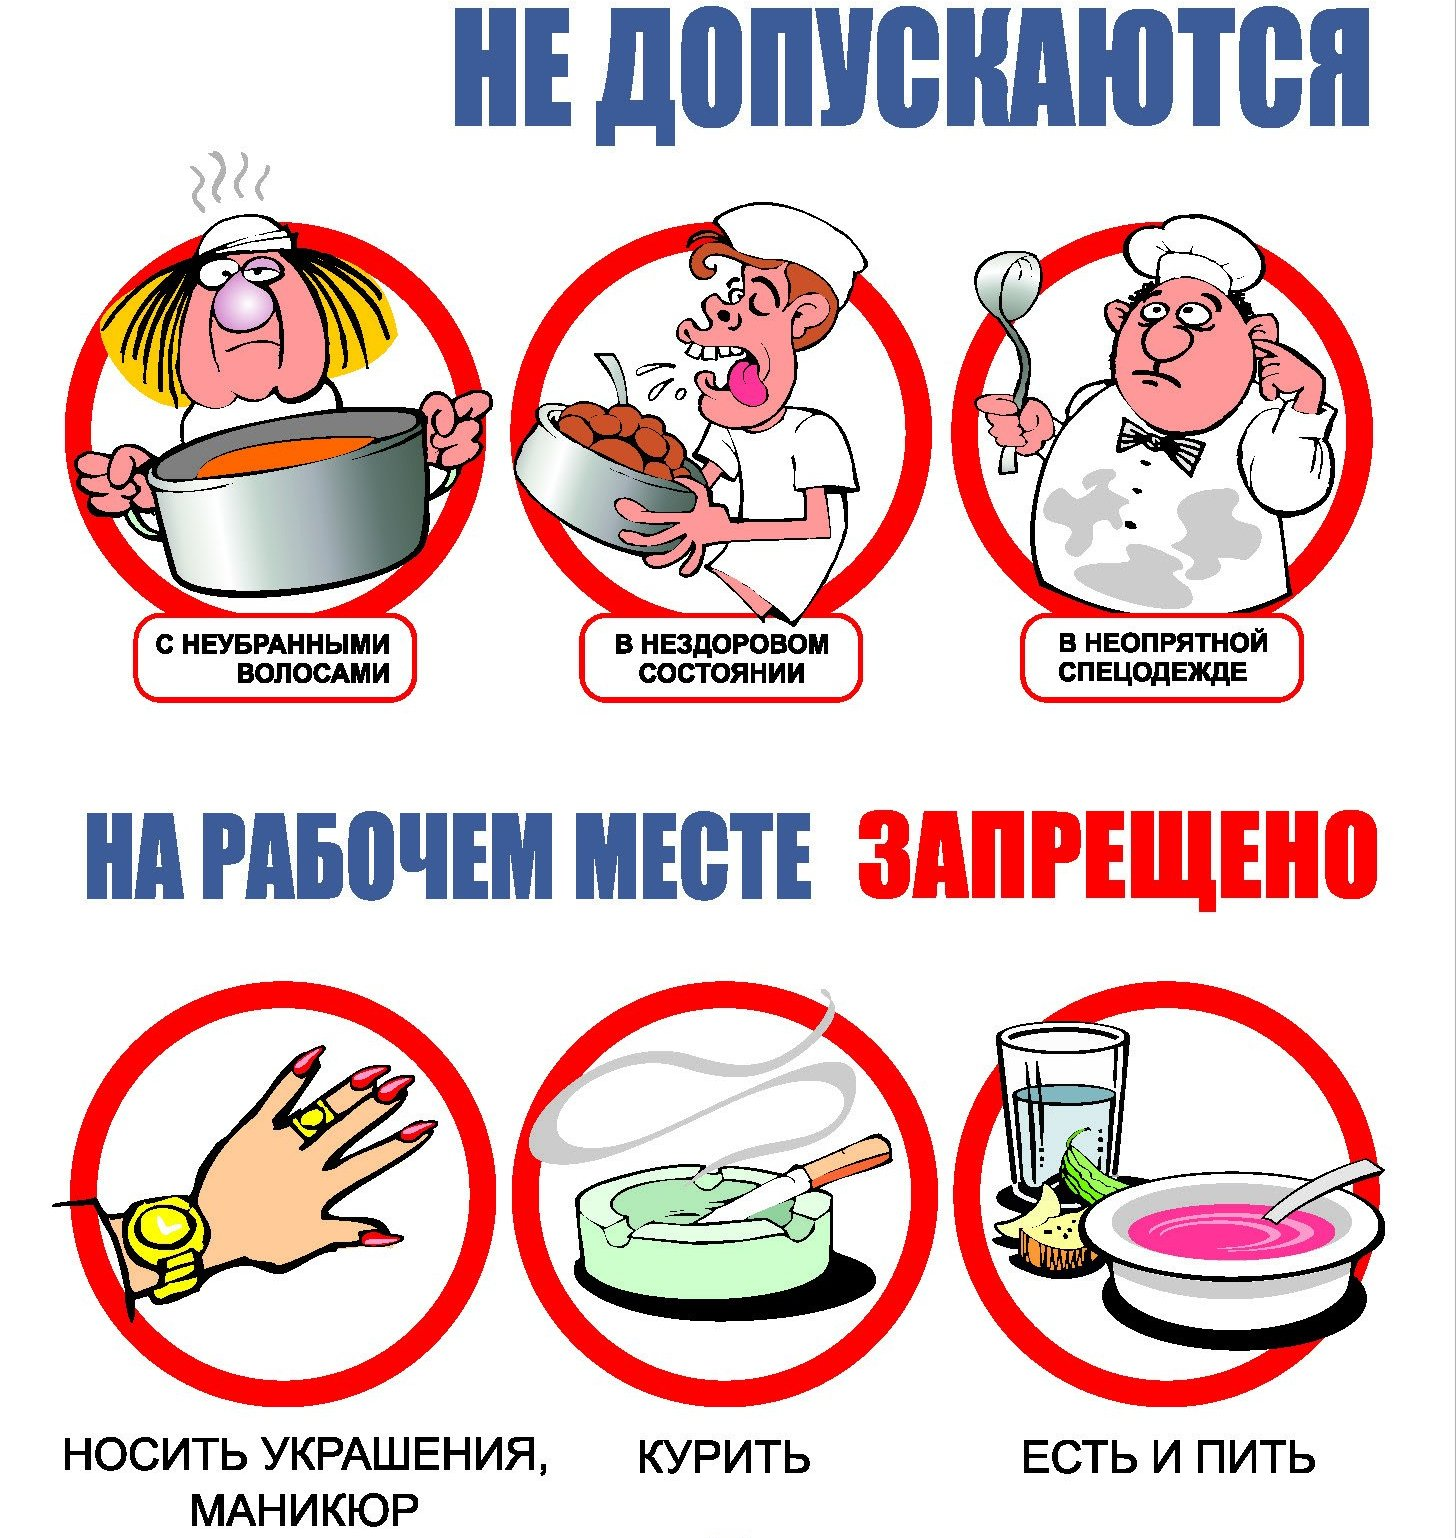 НЕ ДОПУСКАЮТСЯ
С НЕУБРАННЫМИ
ВОЛОСАМИ
В НЕЗДОРОВОМ
СОСТОЯНИИ
В НЕОПРЯТНОЙ
СПЕЦОДЕЖДЕ
НА РАБОЧЕМ МЕСТЕ ЗАПРЕЩЕНО
НОСИТЬ УКРАШЕНИЯ,
МАНИКЮР
КУРИТЬ
ЕСТЬ И ПИТЬ